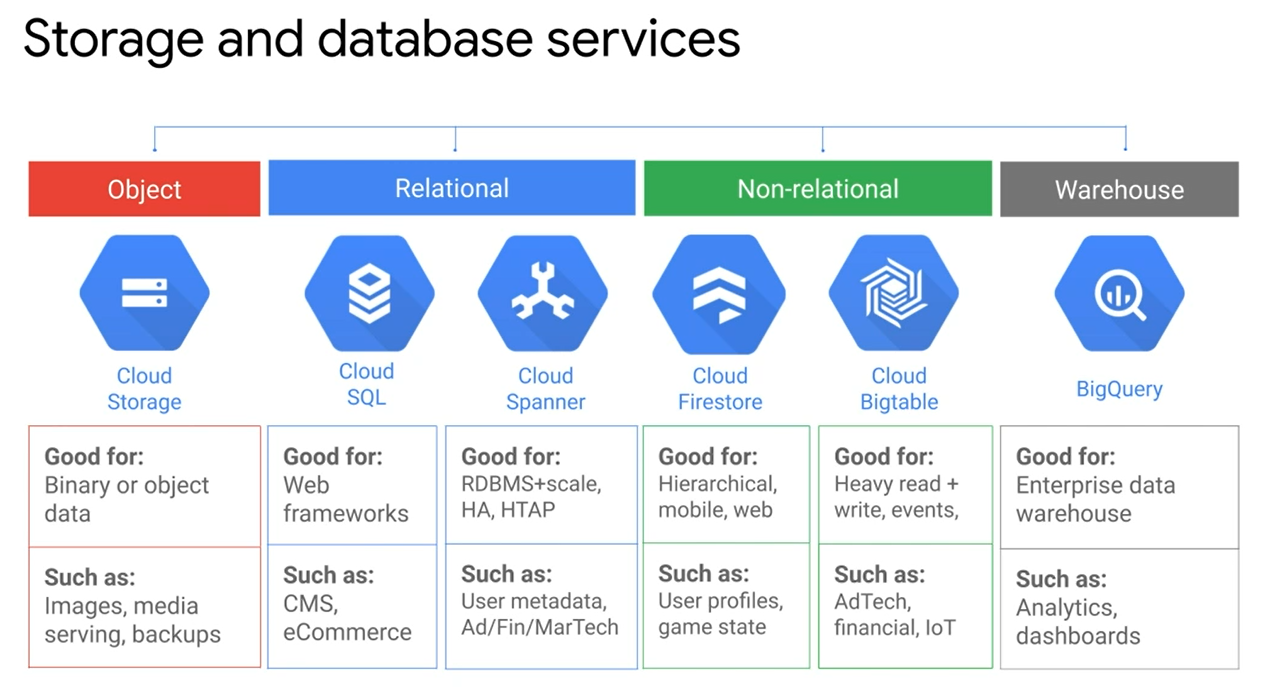 Storage and database services
Object
Relational
Non-relational
Warehouse
Cloud
Storage
Cloud
SQL
Cloud
Spanner
Cloud
Firestore
Cloud
Bigtable
BigQuery
Good for:
Binary or object
data
Good for:
Web
frameworks
Good for:
RDBMS+scale,
HA, HTAP
Good for:
Hierarchical,
mobile, web
Good for:
Heavy read +
write, events,
Good for:
Enterprise data
warehouse
Such as:
Images, media
serving, backups
Such as:
CMS,
eCommerce
Such as:
User metadata,
Ad/Fin/MarTech
Such as:
User profiles,
game state
Such as:
AdTech,
financial, IoT
Such as:
Analytics,
dashboards